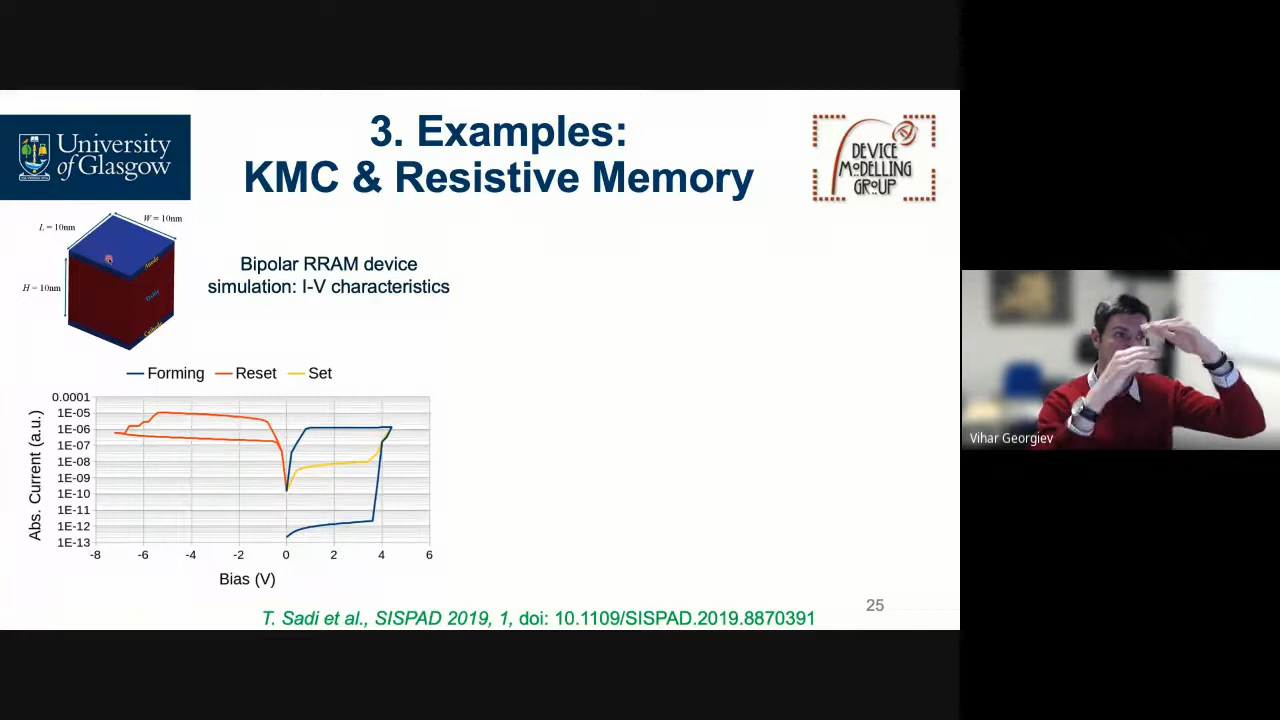 3. Examples:
KMC & Resistive Memory
University
of Glasgow
DEVICE
MODELLING
GROUP
W = 10nm
L = 10nm
H = 10nm
Anode
Oxide
Cathode
Bipolar RRAM device
simulation: I-V characteristics
Forming Reset Set
Abs. Current (a.u.)
0.0001
1E-05
1E-06
1E-07
1E-08
1E-09
1E-10
1E-11
1E-12
1E-13
-8 -6 -4 -2 0 2 4 6
Bias (V)
T. Sadi et al., SISPAD 2019, 1, doi: 10.1109/SISPAD.2019.8870391
25
Vihar Georgiev